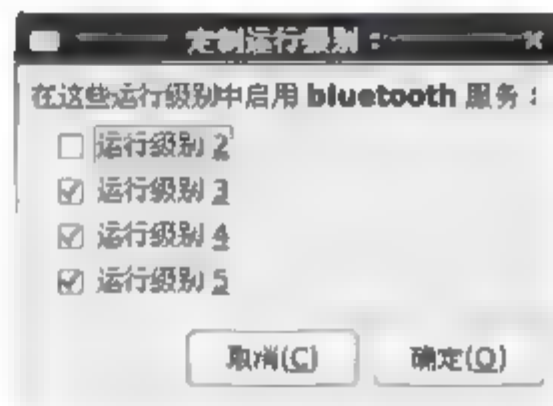 定制运行级别：
在这些运行级别中启用 bluetooth 服务：
运行级别 2
运行级别 3
运行级别 4
运行级别 5
取消(C) 确定(O)